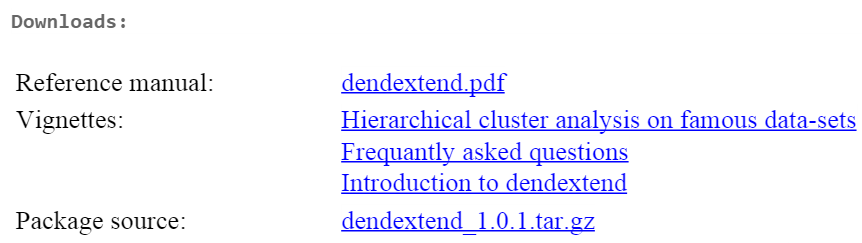 Downloads:
Reference manual: dendextend.pdf
Vignettes: Hierarchical cluster analysis on famous data-sets
Frequantly asked questions
Introduction to dendextend
Package source: dendextend_1.0.1.tar.gz